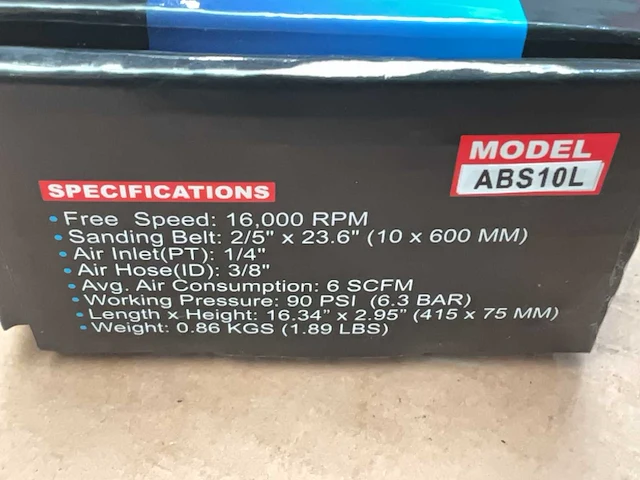 MODEL
ABS10L
SPECIFICATIONS
• Free Speed: 16,000 RPM
• Sanding Belt: 2/5" x 23.6" (10 x 600 MM)
• Air Inlet(PT): 1/4"
• Air Hose(ID): 3/8"
• Avg. Air Consumption: 6 SCFM
• Working Pressure: 90 PSI (6.3 BAR)
• Length x Height: 16.34” x 2.95” (415 x 75 MM)
• Weight: 0.86 KGS (1.89 LBS)